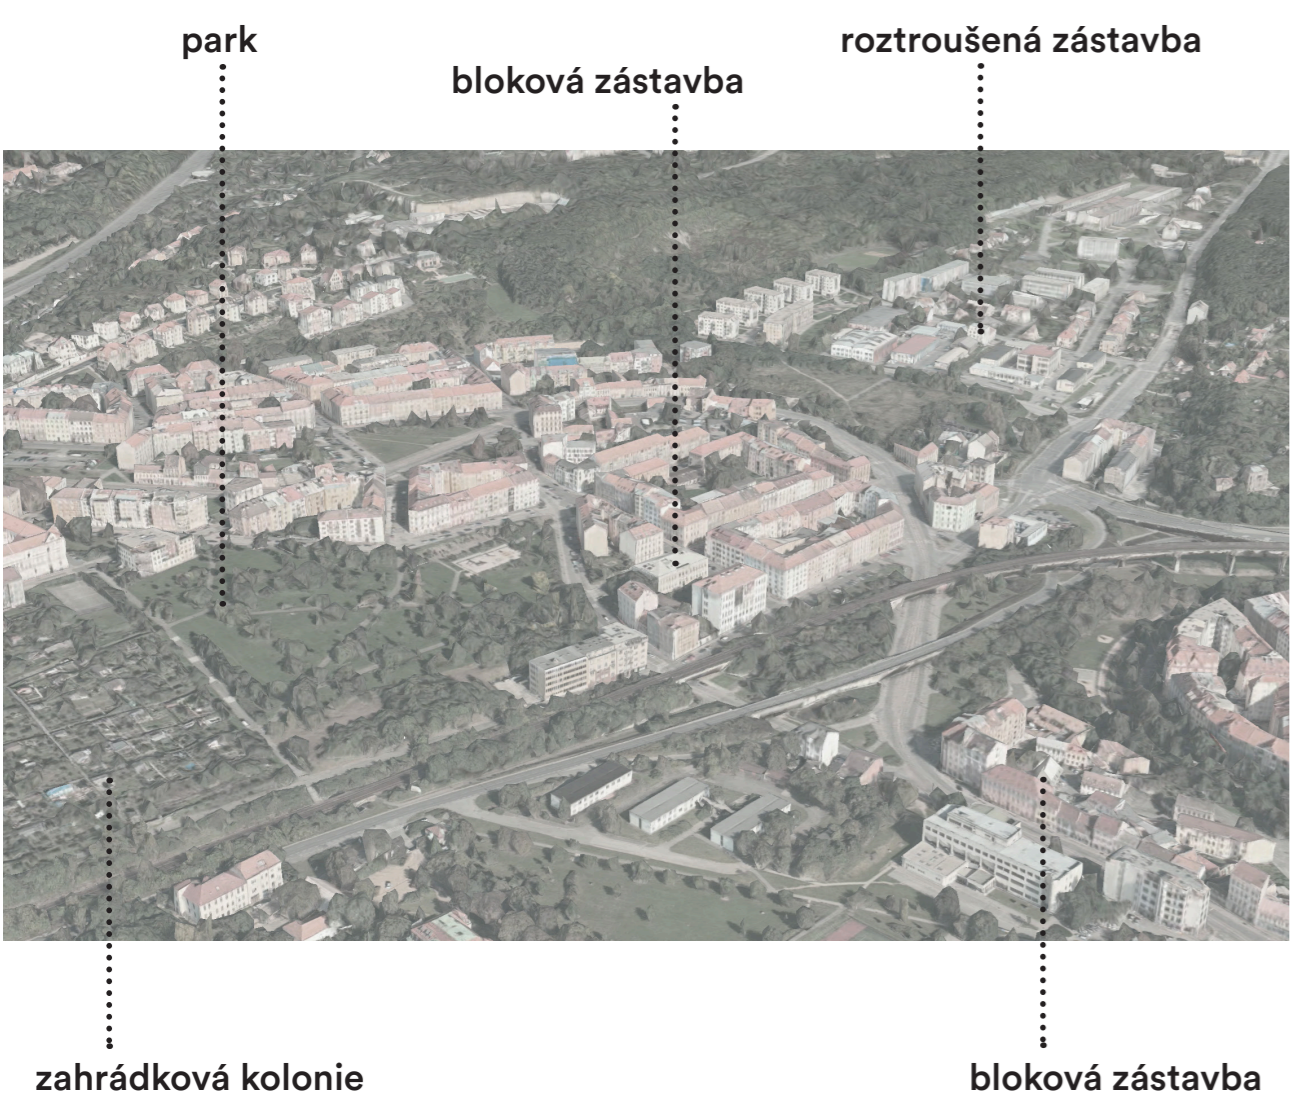 park
roztroušená zástavba
bloková zástavba
zahrádková kolonie
bloková zástavba